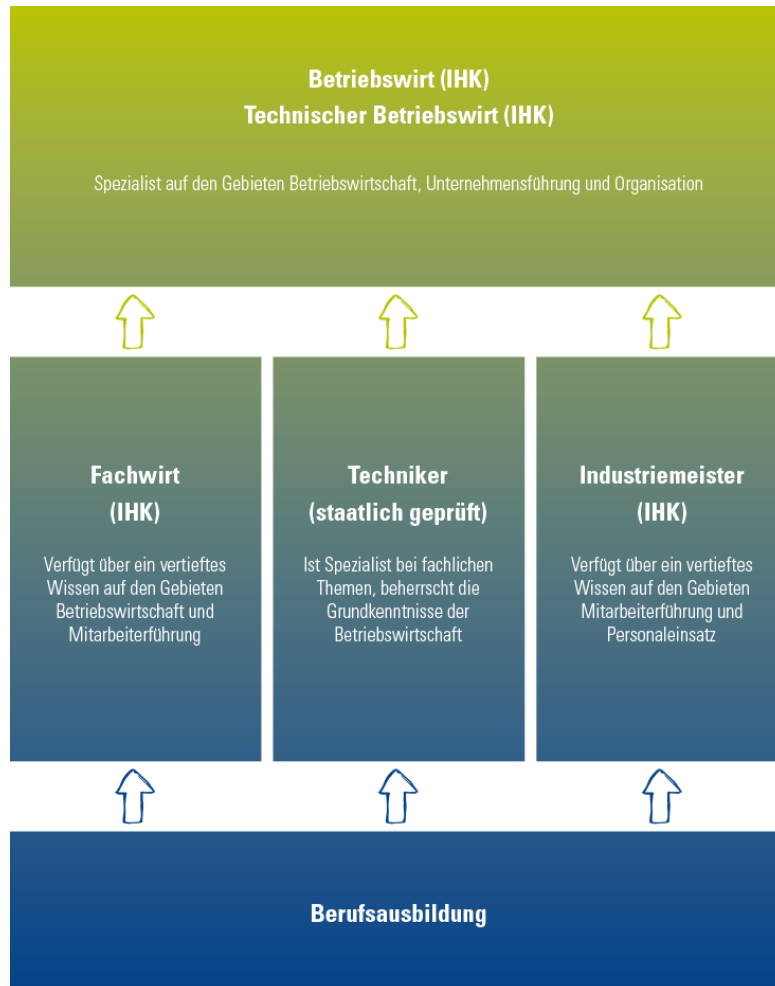 Betriebswirt (IHK)
Technischer Betriebswirt (IHK)
Spezialist auf den Gebieten Betriebswirtschaft, Unternehmensführung und Organisation
Fachwirt
(IHK)
Verfügt über ein vertieftes
Wissen auf den Gebieten
Betriebswirtschaft und
Mitarbeiterführung
Techniker
(staatlich geprüft)
Ist Spezialist bei fachlichen
Themen, beherrscht die
Grundkenntnisse der
Betriebswirtschaft
Industriemeister
(IHK)
Verfügt über ein vertieftes
Wissen auf den Gebieten
Mitarbeiterführung und
Personaleinsatz
Berufsausbildung